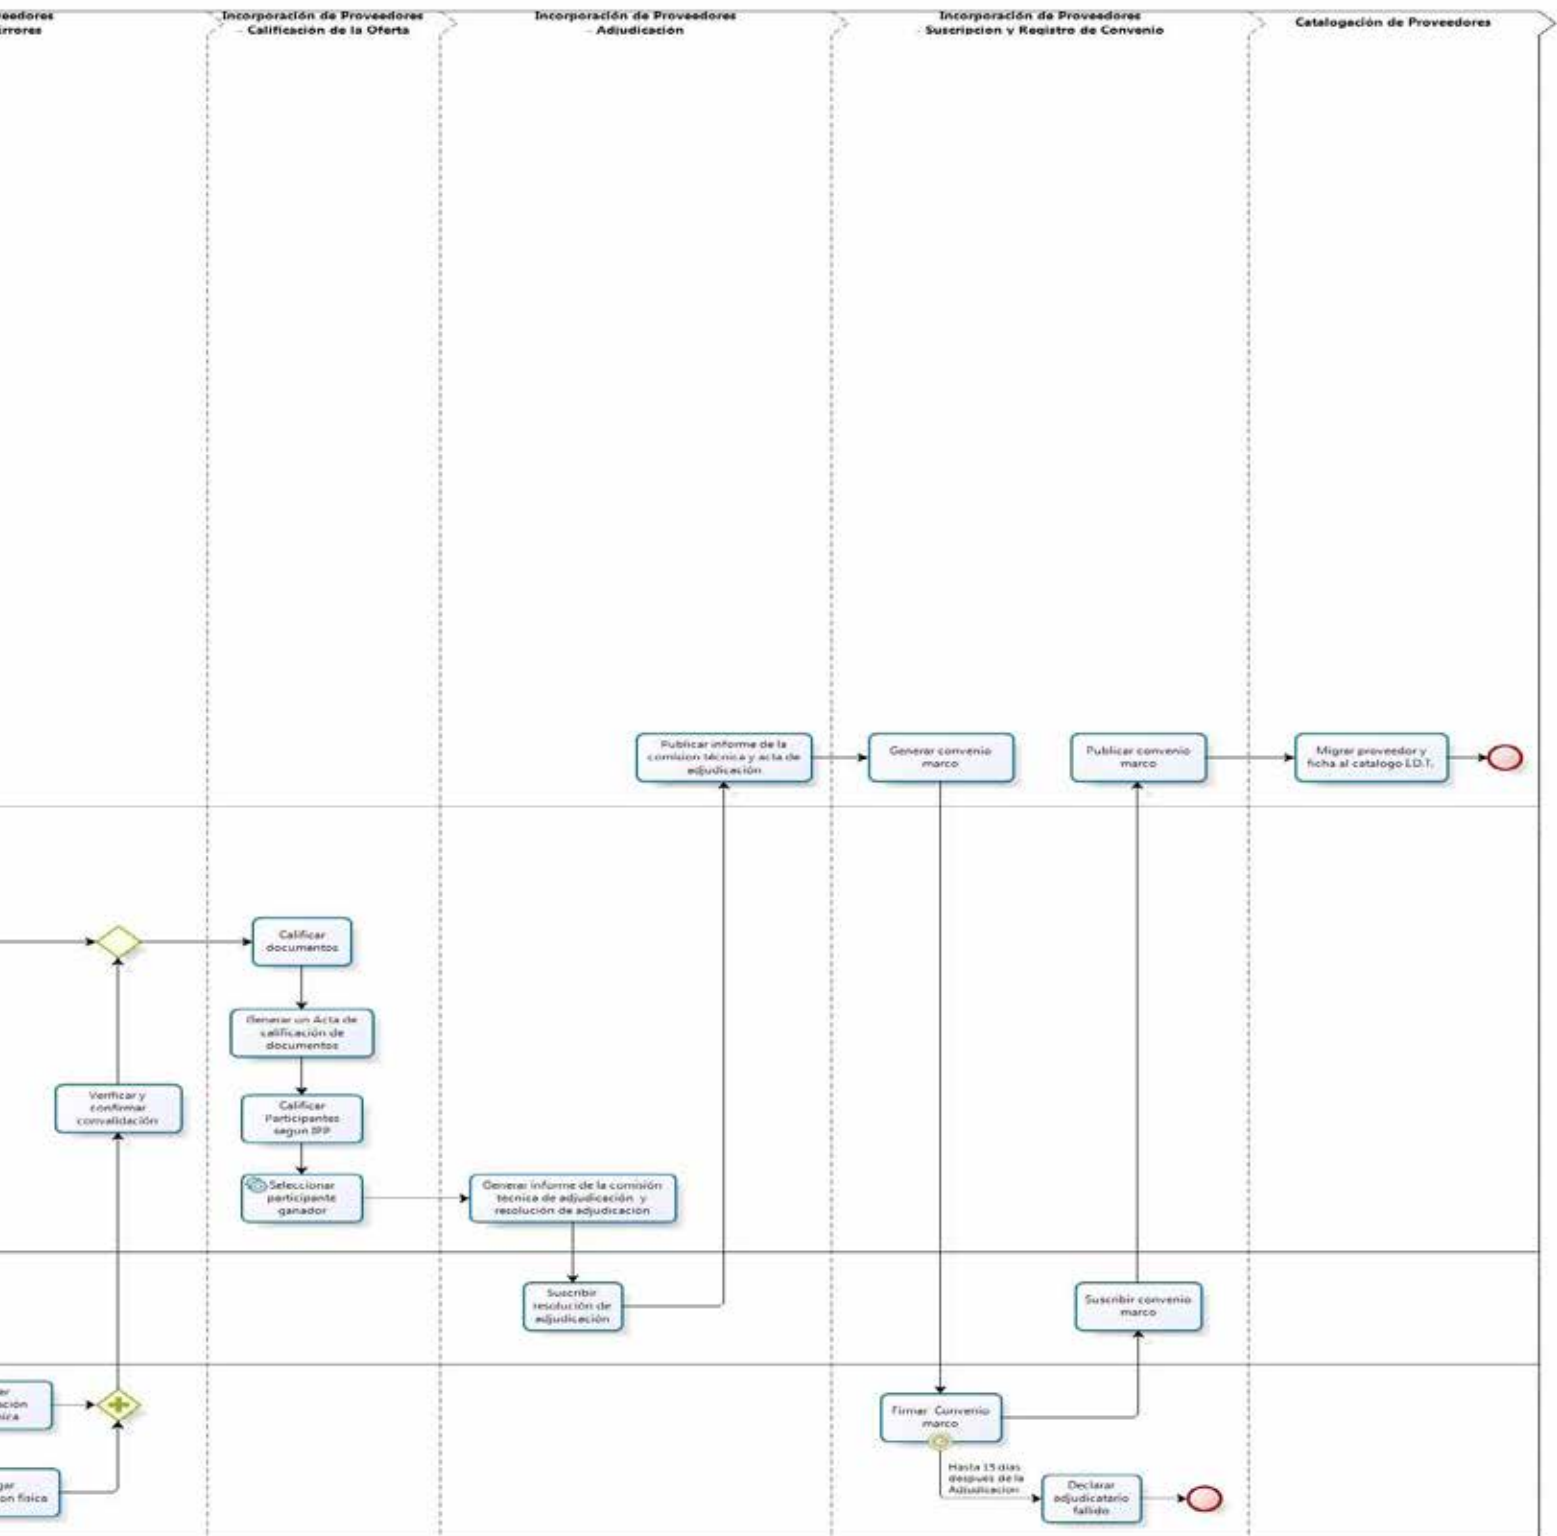 Incorporación de Proveedores
- Calificación de la Oferta
Incorporación de Proveedores
- Adjudicación
Incorporación de Proveedores
- Suscripcion y Registro de Convenio
Catalogación de Proveedores
Publicar informe de la
comision técnica y acta de
adjudicación
Generar convenio
marco
Publicar convenio
marco
Migrar proveedor y
ficha al catalogo I.D.T.
Calificar
documentos
Generar un Acta de
calificación de
documentos
Verificar y
confirmar
convalidación
Calificar
Participantes
segun IPP
Seleccionar
participante
ganador
Generar informe de la comisión
técnica de adjudicación y
resolución de adjudicación
Suscribir
resolución de
adjudicación
Suscribir convenio
marco
Firmar Convenio
marco
Hasta 15 dias
despues de la
Adjudicacion
Declarar
adjudicatario
fallido